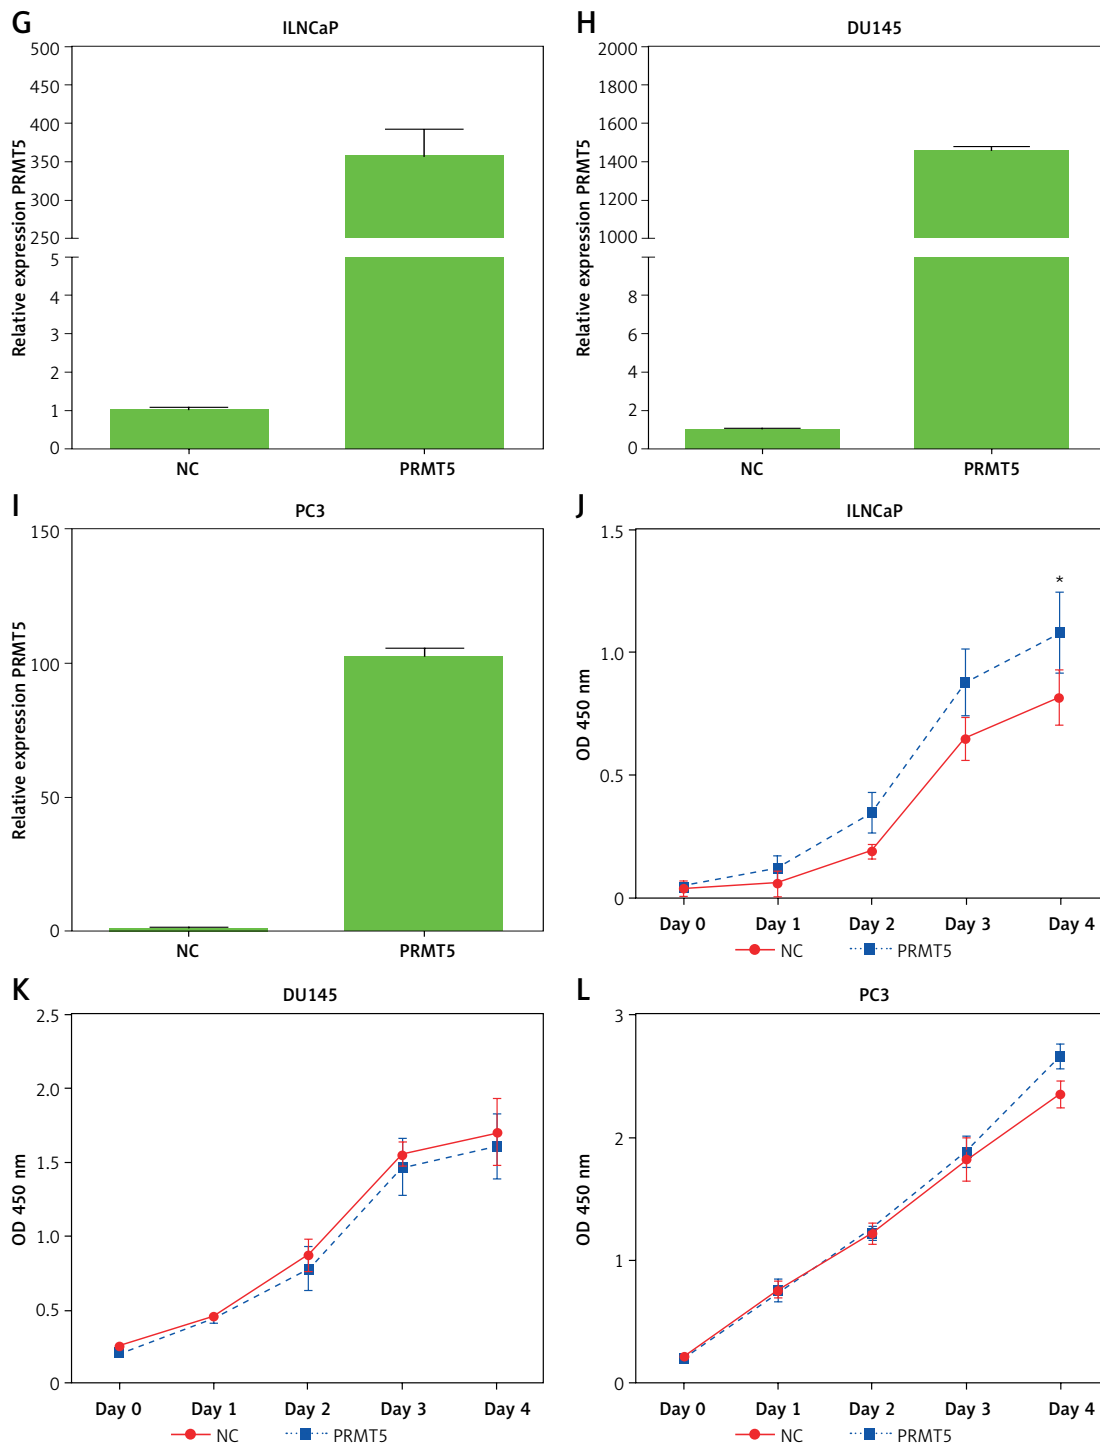 G
ILNCaP
Relative expression PRMT5
500
450
400
350
300
250
5
4
3
2
1
0
NC PRMT5
H
DU145
Relative expression PRMT5
2000
1800
1600
1400
1200
1000
8
6
4
2
0
NC PRMT5
I
PC3
Relative expression PRMT5
150
100
50
0
NC PRMT5
J
ILNCaP
OD 450 nm
1.5
1.0
0.5
0
*
Day 0 Day 1 Day 2 Day 3 Day 4
NC PRMT5
K
DU145
OD 450 nm
2.5
2.0
1.5
1.0
0.5
0
Day 0 Day 1 Day 2 Day 3 Day 4
NC PRMT5
L
PC3
OD 450 nm
3
2
1
0
Day 0 Day 1 Day 2 Day 3 Day 4
NC PRMT5